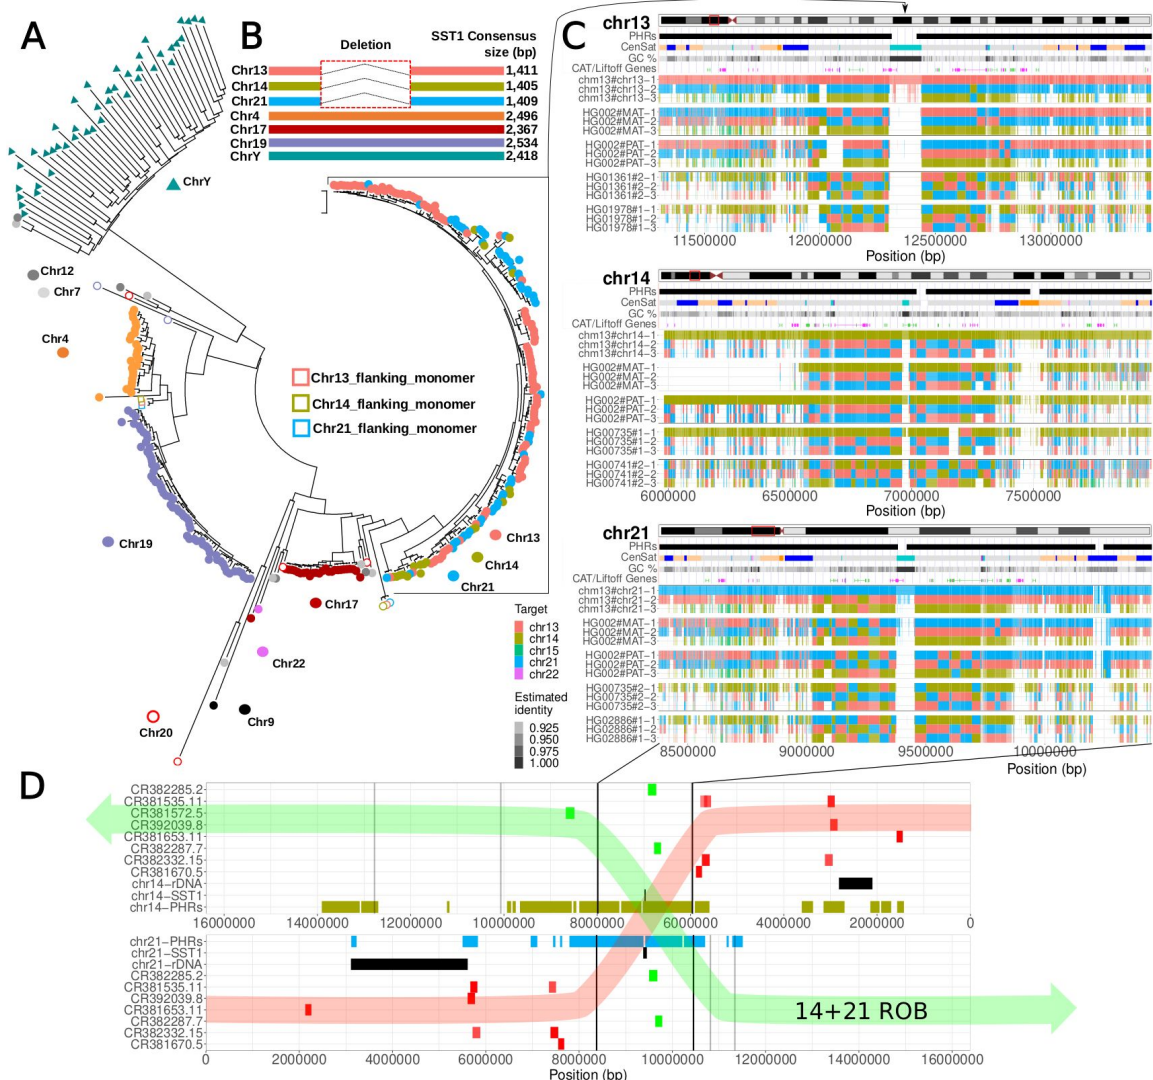 A
ChrY
Chr12
Chr7
Chr4
Chr19
Chr20
Chr9
Chr22
Chr17
Chr13
Chr14
Chr21
Chr13_flanking_monomer
Chr14_flanking_monomer
Chr21_flanking_monomer
B
Deletion
SST1 Consensus
size (bp)
Chr13 1,411
Chr14 1,405
Chr21 1,409
Chr4 2,496
Chr17 2,367
Chr19 2,534
ChrY 2,418
C
chr13
PHRs
CenSat
GC %
CAT/Liftoff Genes
chm13#chr13-1
chm13#chr13-2
chm13#chr13-3
HG002#MAT-1
HG002#MAT-2
HG002#MAT-3
HG002#PAT-1
HG002#PAT-2
HG002#PAT-3
HG01361#2-1
HG01361#2-2
HG01361#2-3
HG01978#1-1
HG01978#1-2
HG01978#1-3
11500000 12000000 12500000 13000000
Position (bp)
chr14
PHRs
CenSat
GC %
CAT/Liftoff Genes
chm13#chr14-1
chm13#chr14-2
chm13#chr14-3
HG002#MAT-1
HG002#MAT-2
HG002#MAT-3
HG002#PAT-1
HG002#PAT-2
HG002#PAT-3
HG00735#1-1
HG00735#1-2
HG00735#1-3
HG00741#2-1
HG00741#2-2
HG00741#2-3
6000000 6500000 7000000 7500000
Position (bp)
chr21
PHRs
CenSat
GC %
CAT/Liftoff Genes
chm13#chr21-1
chm13#chr21-2
chm13#chr21-3
HG002#MAT-1
HG002#MAT-2
HG002#MAT-3
HG002#PAT-1
HG002#PAT-2
HG002#PAT-3
HG00735#2-1
HG00735#2-2
HG00735#2-3
HG02886#1-1
HG02886#1-2
HG02886#1-3
8500000 9000000 9500000 10000000
Position (bp)
Target
chr13
chr14
chr15
chr21
chr22
Estimated
identity
0.925
0.950
0.975
1.000
D
CR382285.2
CR381535.11
CR381572.5
CR392039.8
CR381653.11
CR382287.7
CR382332.15
CR381670.5
chr14-rDNA
chr14-SST1
chr14-PHRs
16000000 14000000 12000000 10000000 8000000 6000000 4000000 2000000 0
chr21-PHRs
chr21-SST1
chr21-rDNA
CR382285.2
CR381535.11
CR392039.8
CR381653.11
CR382287.7
CR382332.15
CR381670.5
14+21 ROB
0 2000000 4000000 6000000 8000000 10000000 12000000 14000000 16000000
Position (bp)